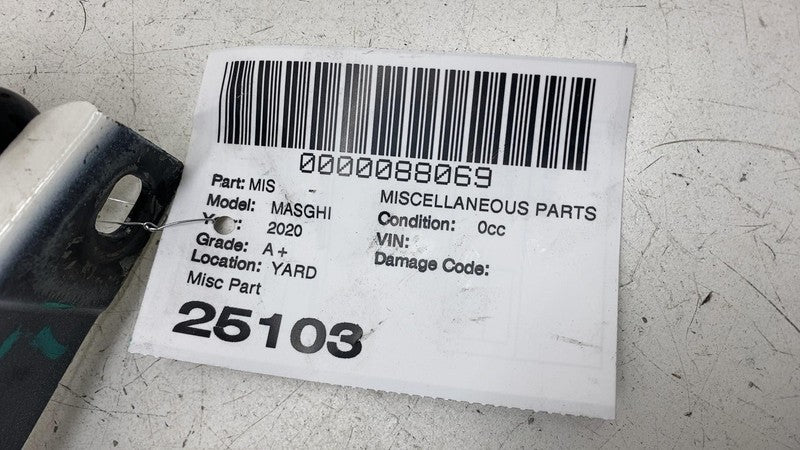 0000088069
Part: MIS
MISCELLANEOUS PARTS
Model: MASGHI
Condition: 0cc
2020
VIN:
Grade: A+
Damage Code:
Location: YARD
Misc Part
25103